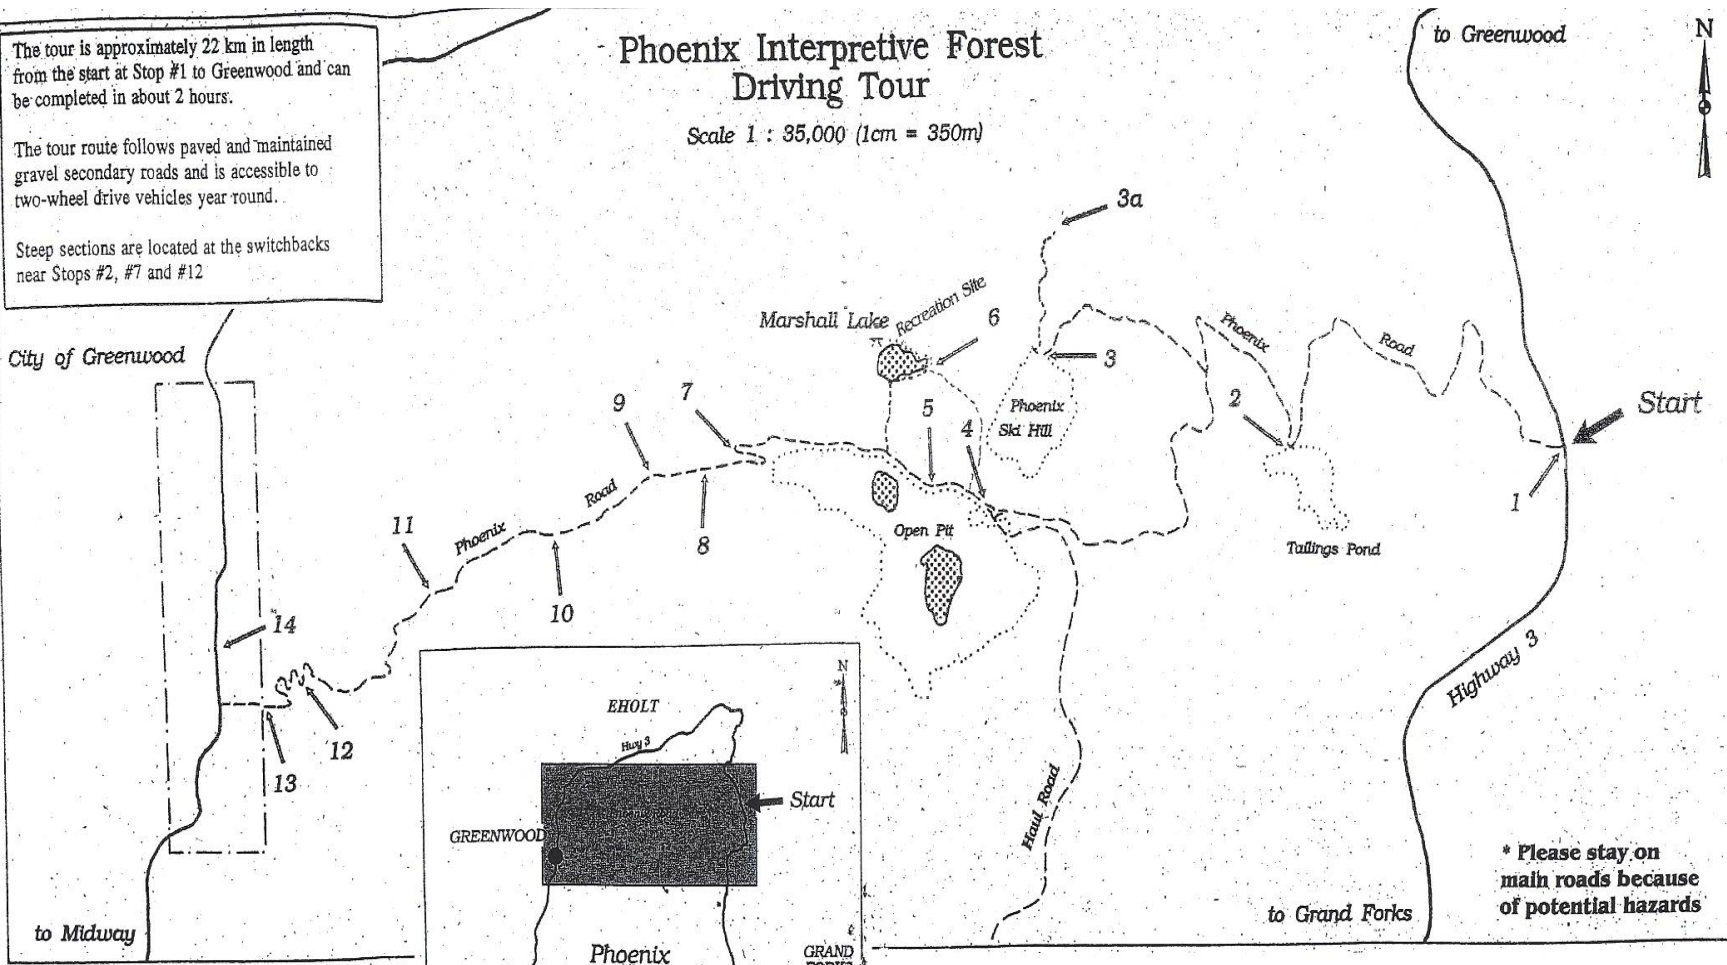 The tour is approximately 22 km in length
from the start at Stop #1 to Greenwood and can
be completed in about 2 hours.
The tour route follows paved and maintained
gravel secondary roads and is accessible to
two-wheel drive vehicles year round.
Steep sections are located at the switchbacks
near Stops #2, #7 and #12
Phoenix Interpretive Forest
Driving Tour
Scale 1 : 35,000 (1cm = 350m)
to Greenwood
N
3a
Recreation Site
Marshall Lake
6
3
City of Greenwood
Phoenix
Road
Start
2
7
9
5
4
Phoenix
Ski Hill
1
Road
Phoenix
11
8
Open Pit
Tailings Pond
10
14
12
13
Highway 3
Haul Road
N
EHOLT
Hwy 3
Start
GREENWOOD
Phoenix
GRAND
* Please stay on
main roads because
of potential hazards
to Grand Forks
to Midway